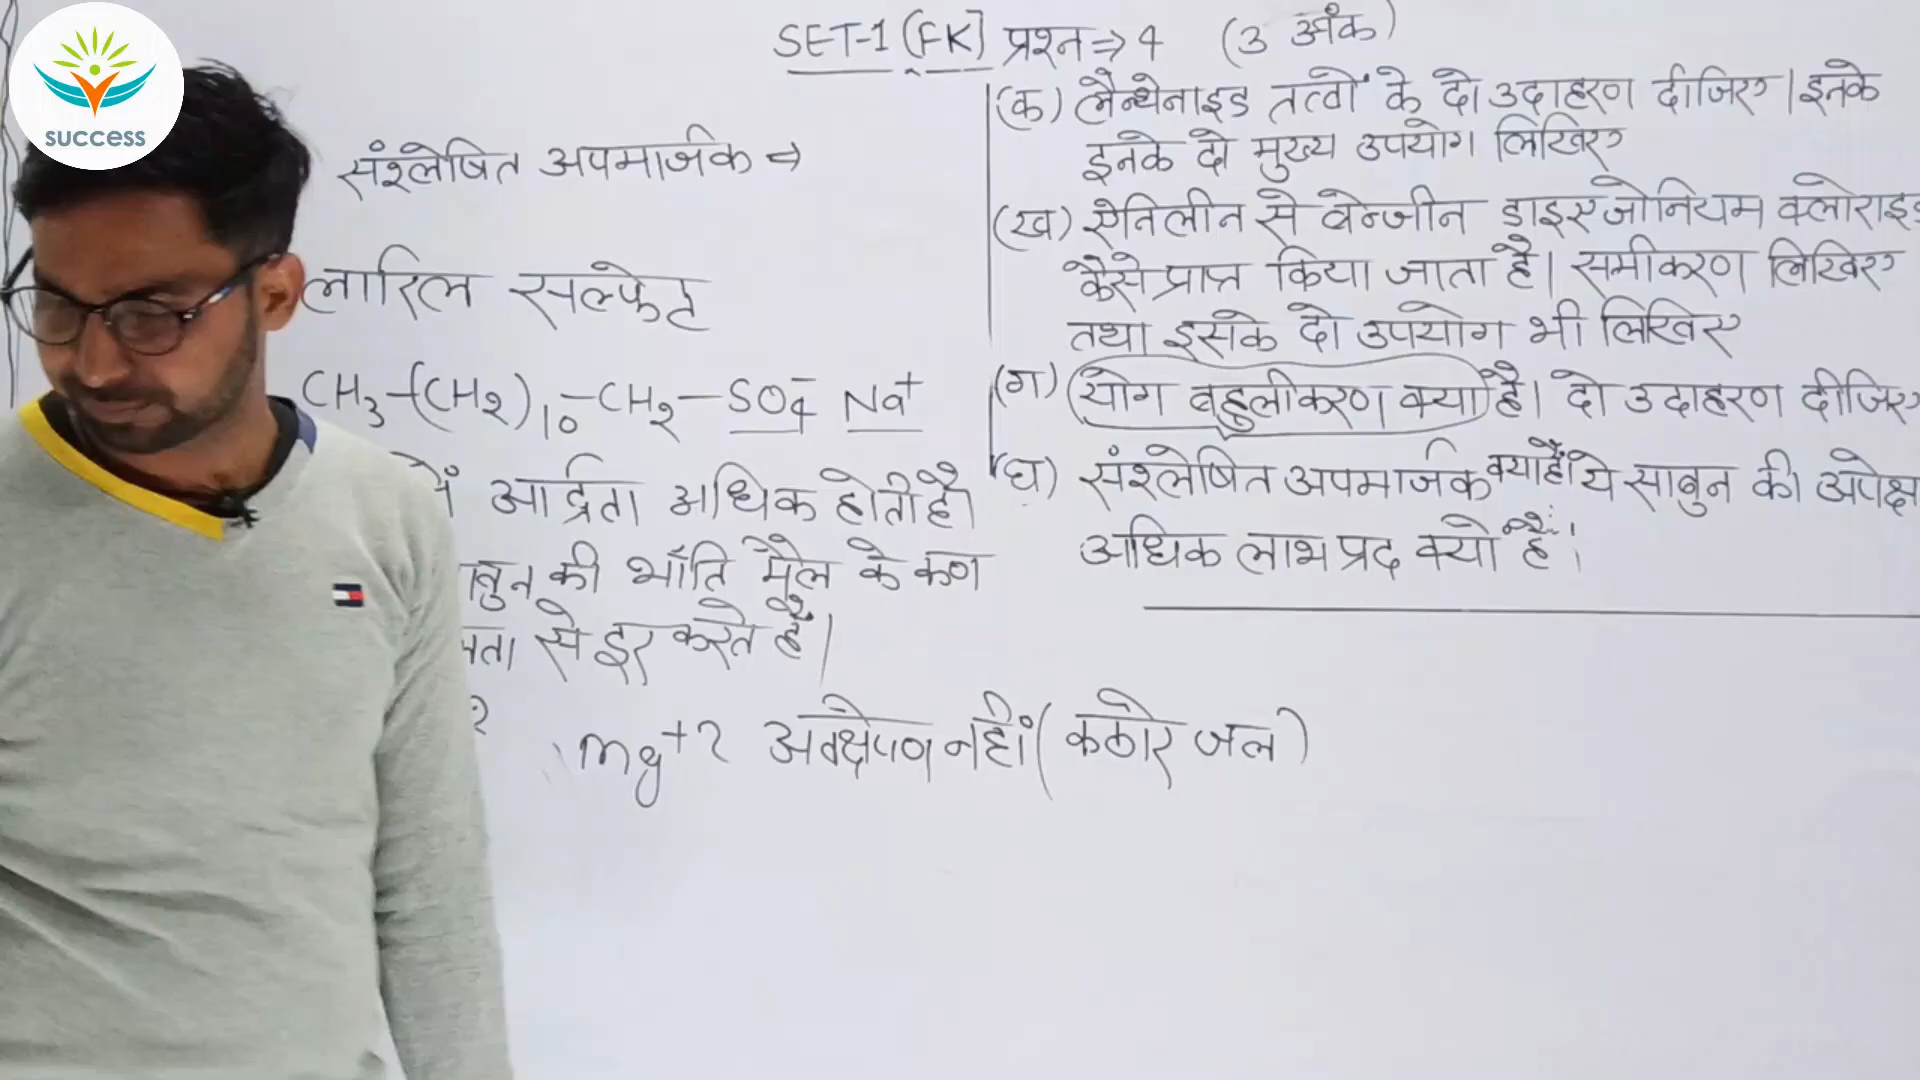 success
SET-1 (FK) प्रश्न⇒ 4 (3 अंक)
(क) लैन्थेनाइड तत्वों के दो उदाहरण दीजिए। इनके
इनके दो मुख्य उपयोग लिखिए
(ख) ऐनिलीन से बेन्जीन डाइएजोनियम क्लोराइड
कैसे प्राप्त किया जाता है। समीकरण लिखिए
तथा इसके दो उपयोग भी लिखिए
(ग) योग बहुलीकरण क्या है। दो उदाहरण दीजिए
(घ) संश्लेषित अपमार्जक क्या हैं। ये साबुन की अपेक्षा
अधिक लाभप्रद क्यो हैं।
संश्लेषित अपमार्जक ⇒
लारिल सल्फेट
CH3-(CH2)10-CH2-SO4⁻ Na⁺
में आर्द्रता अधिक होती है।
की भाँति मैल के कण
से दूर करते हैं।
2 Mg+2 अवक्षेपण नहीं (कठोर जल)